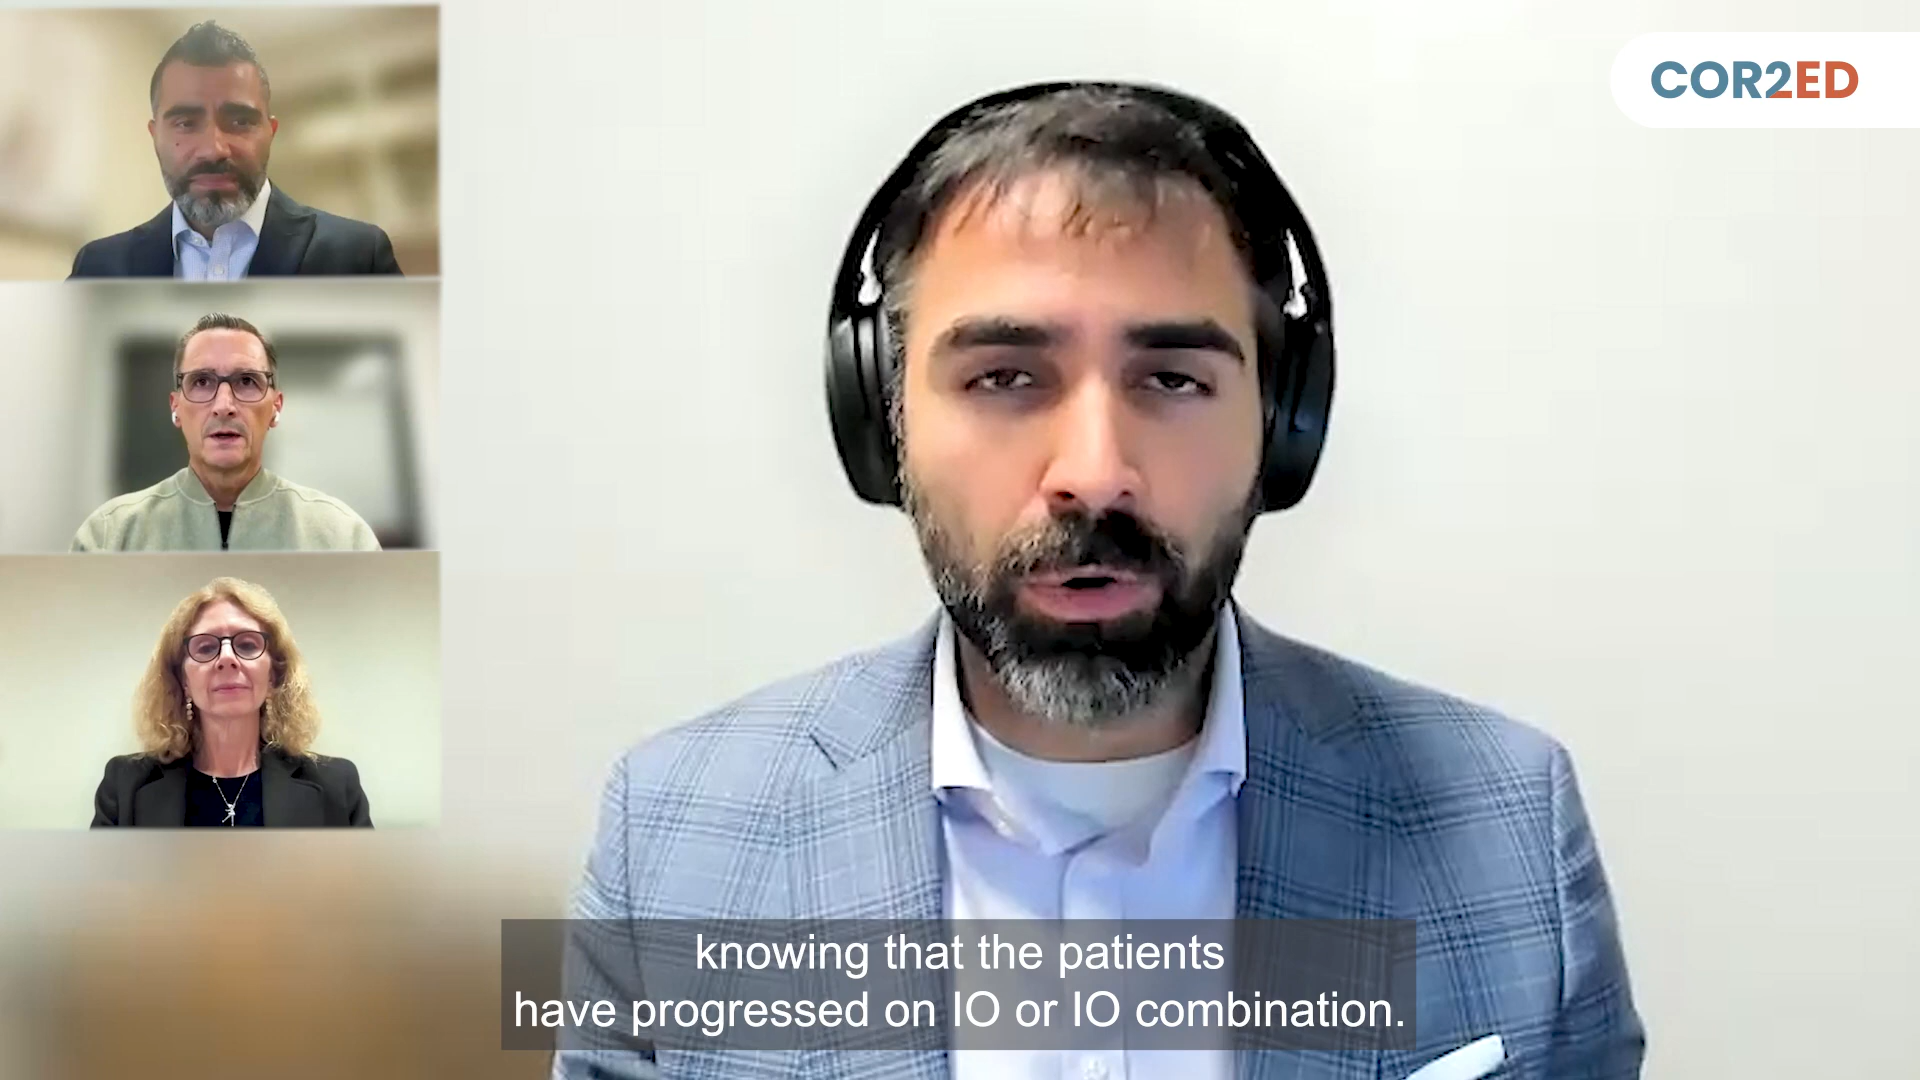 COR2ED
knowing that the patients
have progressed on IO or IO combination.